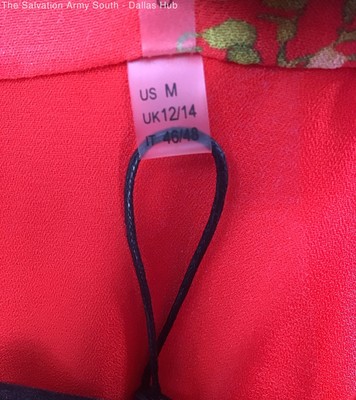 The Salvation Army South - Dallas Hub
US M
UK12/14
IT 46/48